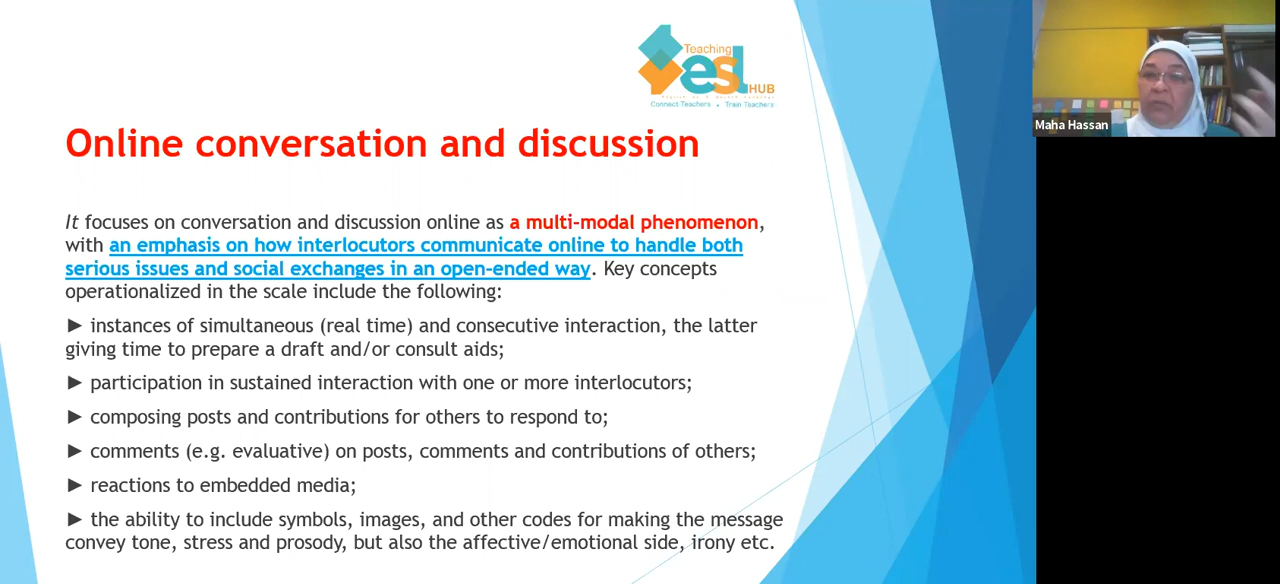 Teaching
esl
HUB
Connect Teachers • Train Teachers
Maha Hassan
Online conversation and discussion
It focuses on conversation and discussion online as a multi-modal phenomenon,
with an emphasis on how interlocutors communicate online to handle both
serious issues and social exchanges in an open-ended way. Key concepts
operationalized in the scale include the following:
► instances of simultaneous (real time) and consecutive interaction, the latter
giving time to prepare a draft and/or consult aids;
► participation in sustained interaction with one or more interlocutors;
► composing posts and contributions for others to respond to;
► comments (e.g. evaluative) on posts, comments and contributions of others;
► reactions to embedded media;
► the ability to include symbols, images, and other codes for making the message
convey tone, stress and prosody, but also the affective/emotional side, irony etc.